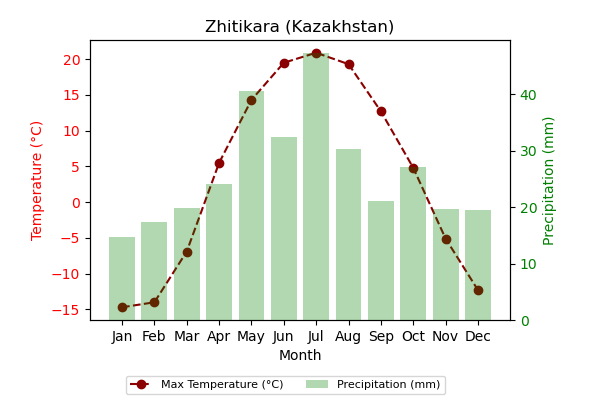 Zhitikara (Kazakhstan)
Temperature (°C)
20
15
10
5
0
−5
−10
−15
40
30
20
10
0
Precipitation (mm)
Jan Feb Mar Apr May Jun Jul Aug Sep Oct Nov Dec
Month
Max Temperature (°C) Precipitation (mm)